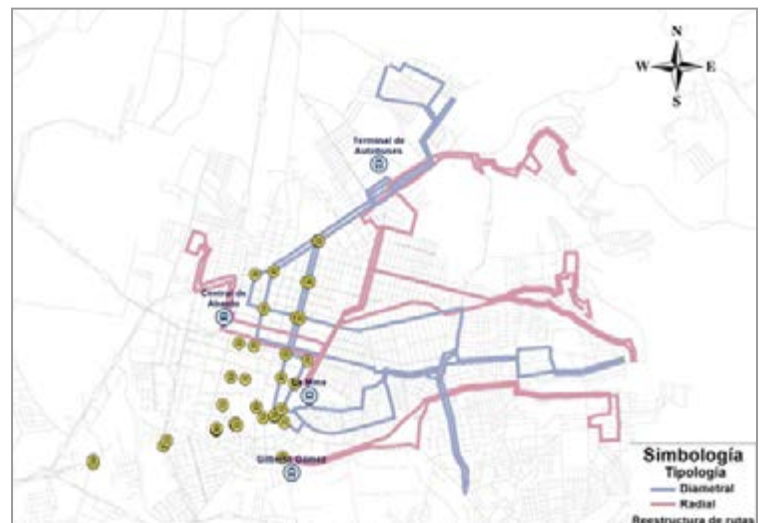 N
W E
S
Terminal de
Autobuses
Central de
Abasto
La Mina
Gilberto Gómez
Simbología
Tipología
Diametral
Radial
Reestructura de rutas